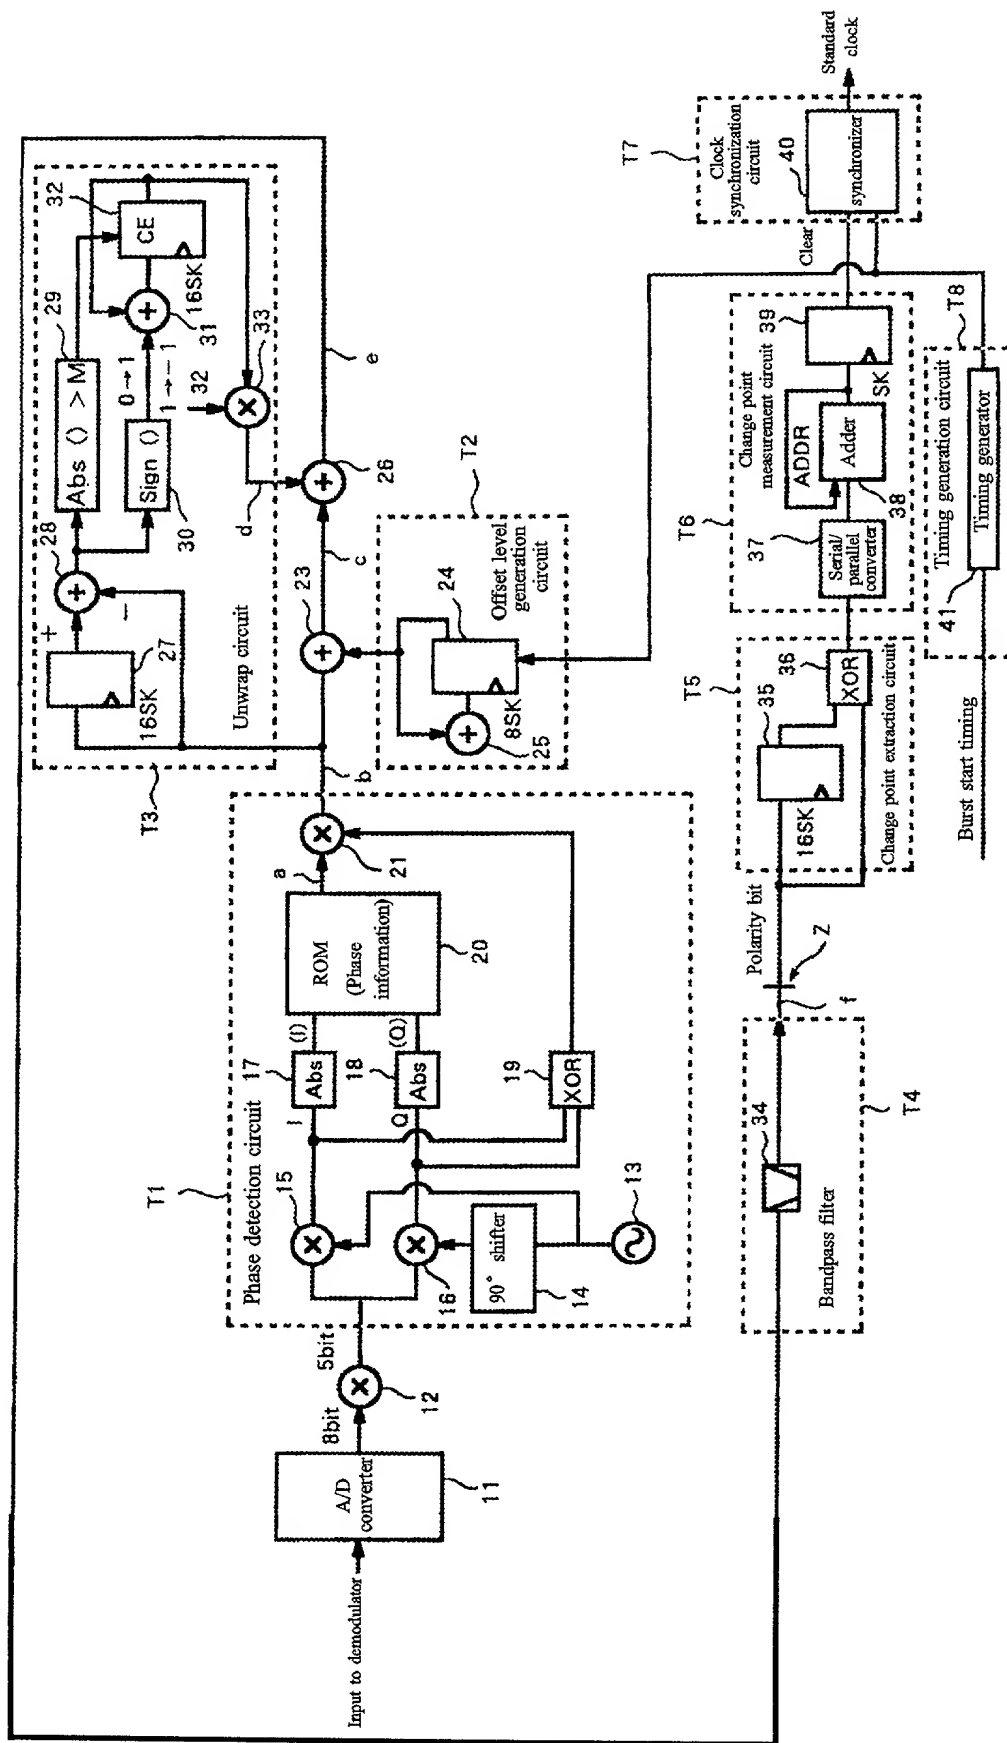 Input to demodulator
A/D
converter
11
8bit
12
5bit
T1
Phase detection circuit
15
16
90° shifter
14
13
I
Q
17
Abs
(I)
18
Abs
(Q)
19
XOR
ROM
(Phase
information)
20
a
21
b
T3
Unwrap circuit
16SK
27
+
−
28
Abs () > M
29
Sign ()
30
0→1
1→−1
31
16SK
CE
32
32
33
d
23
c
26
e
T2
Offset level
generation
circuit
24
8SK
25
T4
Bandpass filter
34
f
Z
Polarity bit
T5
Change point extraction circuit
35
16SK
36
XOR
T6
Change point
measurement circuit
37
Serial/
parallel
converter
ADDR
Adder
38
39
SK
T7
Clock
synchronization
circuit
Clear
40
synchronizer
Standard
clock
T8
Timing generation circuit
Timing generator
41
Burst start timing